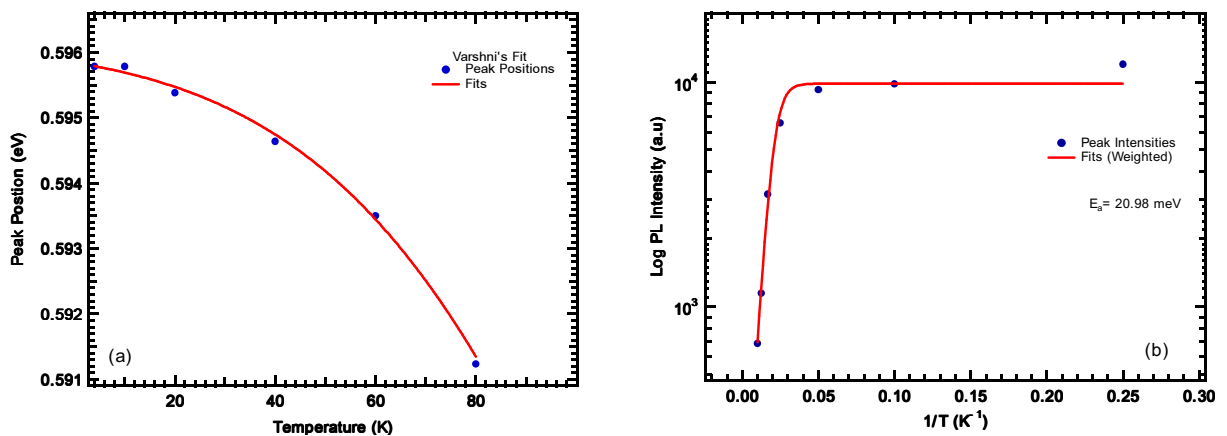 0.596
0.595
0.594
0.593
0.592
0.591
Peak Postion (eV)
20
40
60
80
Temperature (K)
Varshni's Fit
Peak Positions
Fits
(a)
10⁴
10³
Log PL Intensity (a.u)
0.00
0.05
0.10
0.15
0.20
0.25
0.30
1/T (K⁻¹)
Peak Intensities
Fits (Weighted)
Eₐ= 20.98 meV
(b)